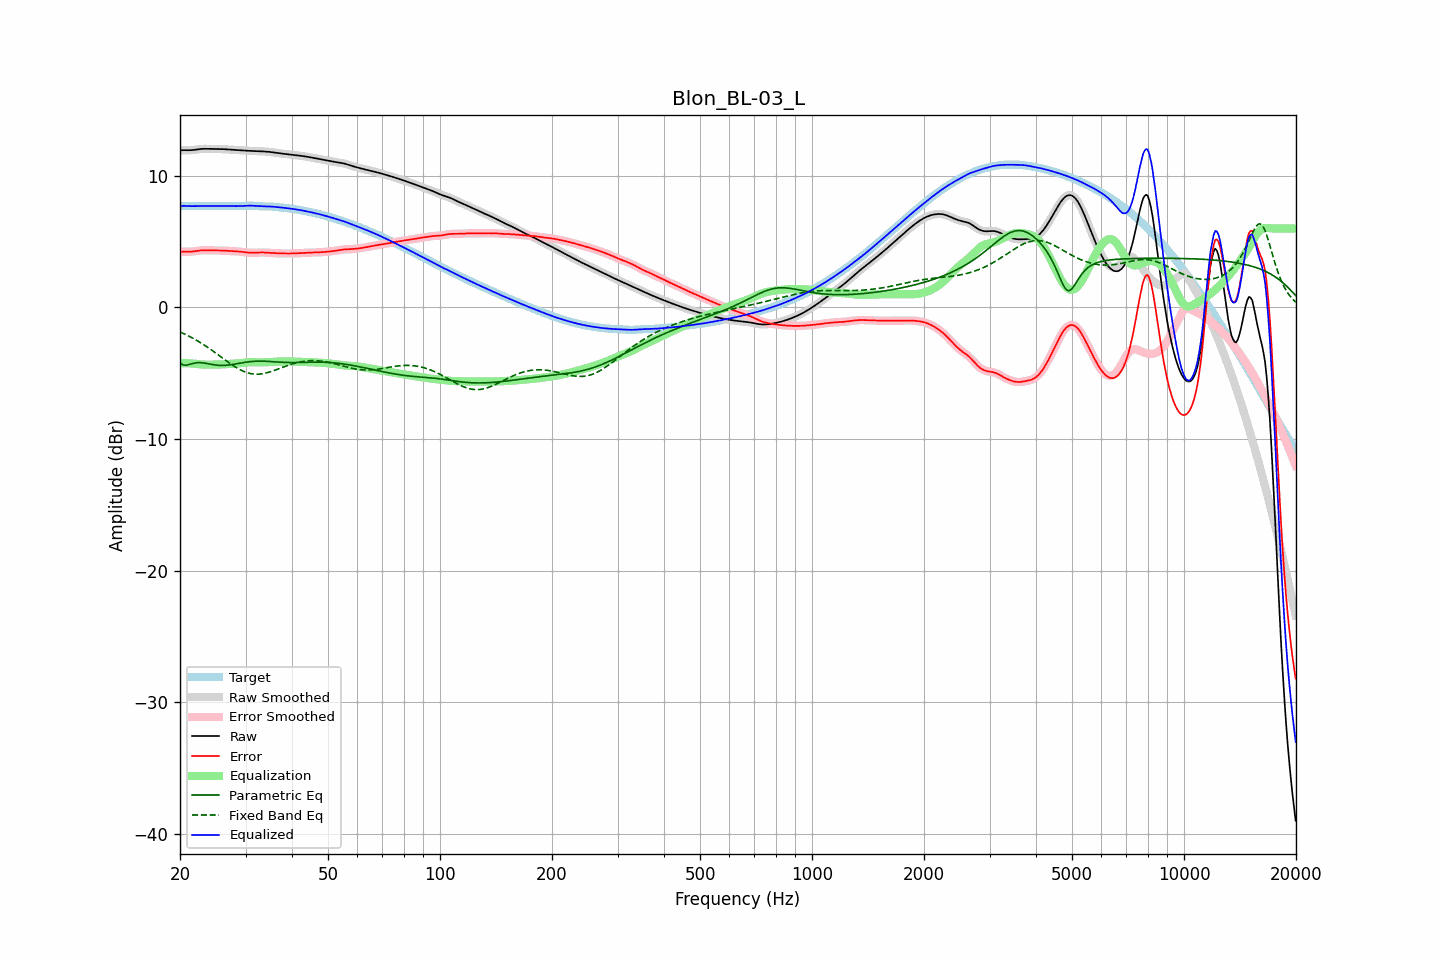 Blon_BL-03_L
Amplitude (dBr)
10
0
−10
−20
−30
−40
Target
Raw Smoothed
Error Smoothed
Raw
Error
Equalization
Parametric Eq
Fixed Band Eq
Equalized
20 50 100 200 500 1000 2000 5000 10000 20000
Frequency (Hz)